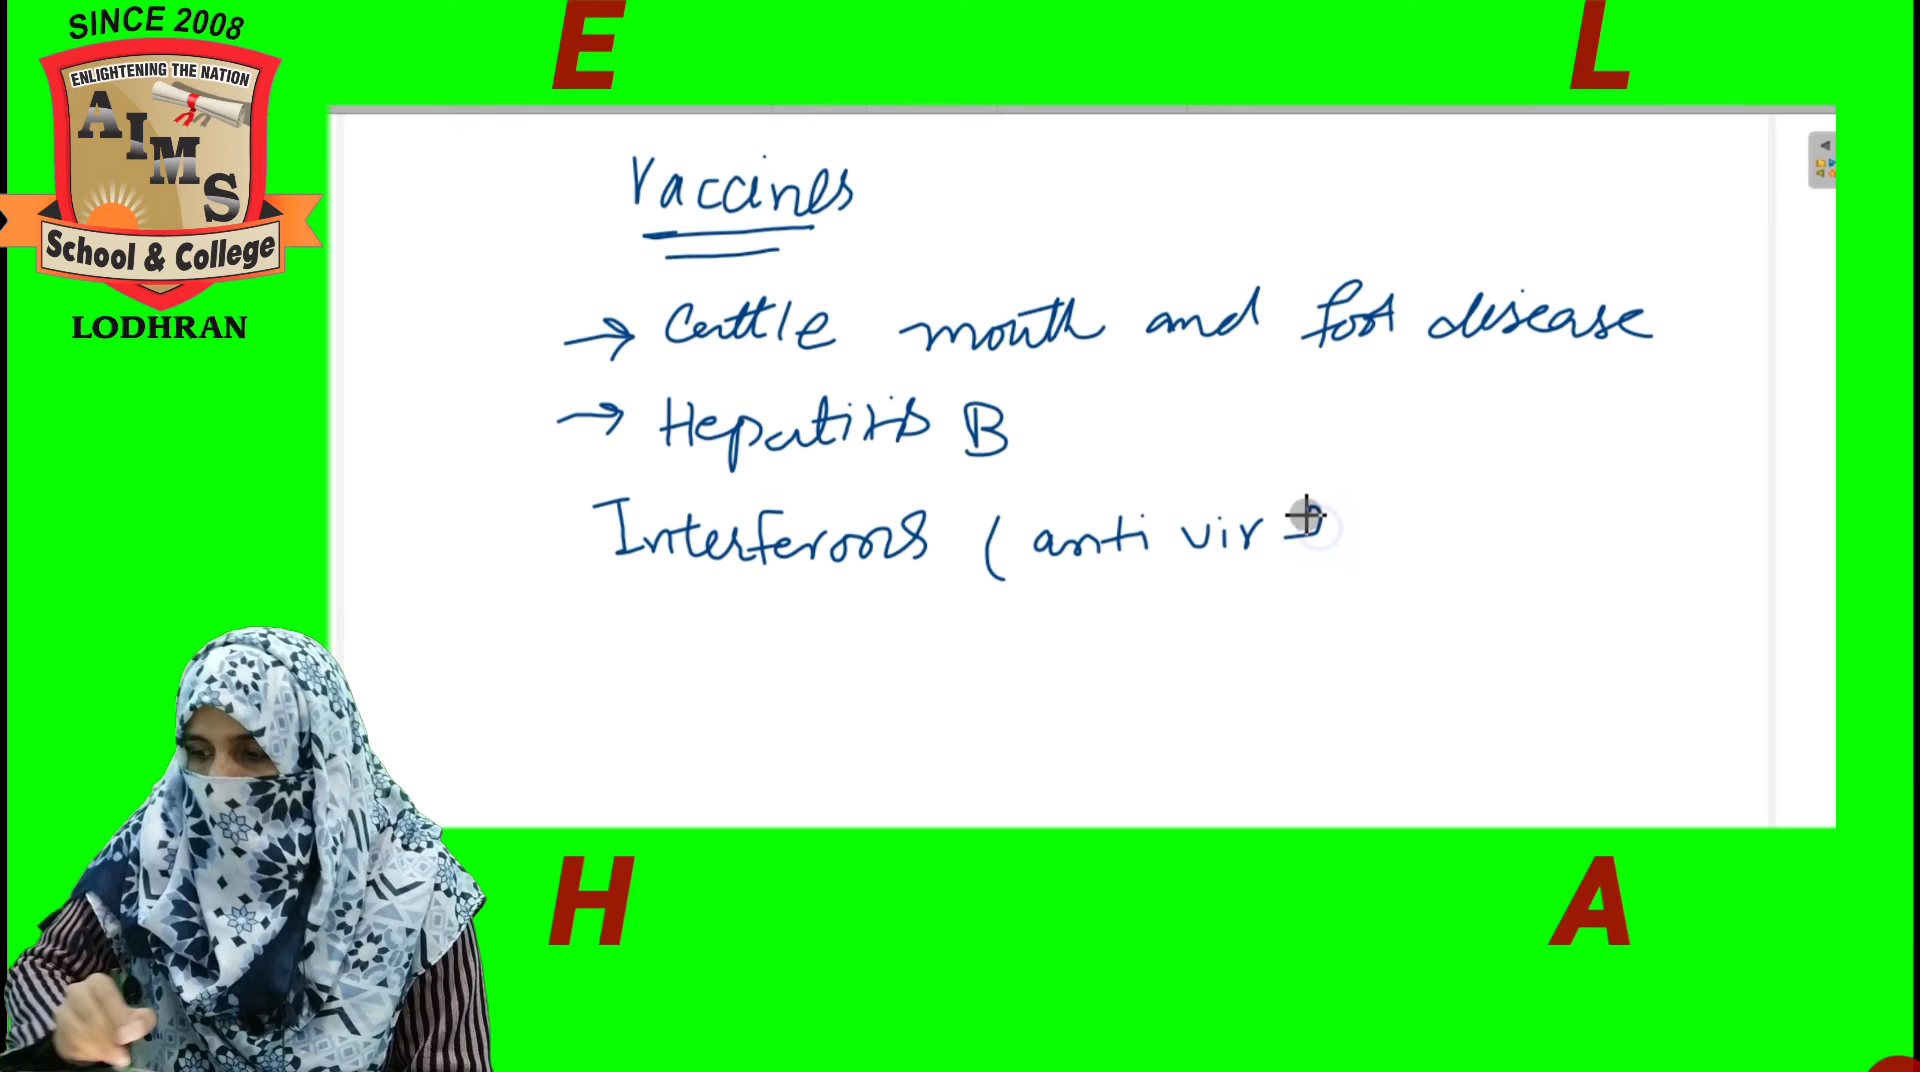 SINCE 2008
ENLIGHTENING THE NATION
AIMS
School & College
LODHRAN
E
L
Vaccines
→ Cattle mouth and foot disease
→ Hepatitis B
Interferons ( anti vir
H
A